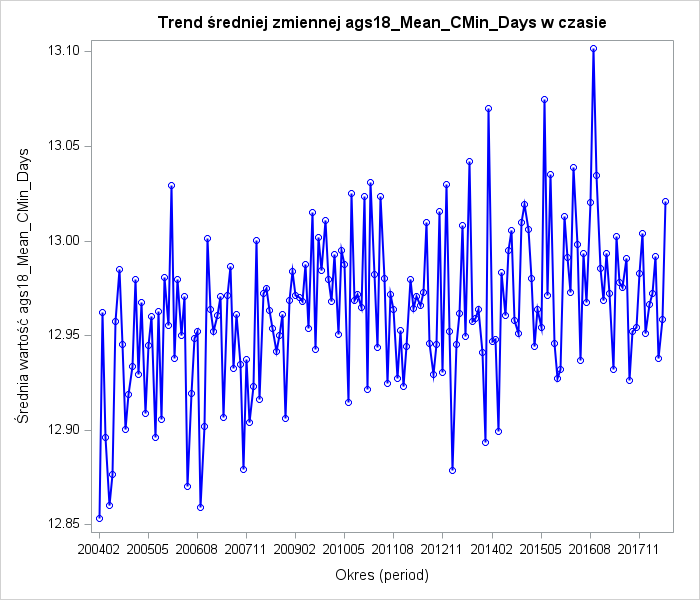 Trend średniej zmiennej ags18_Mean_CMin_Days w czasie
Średnia wartość ags18_Mean_CMin_Days
13.10
13.05
13.00
12.95
12.90
12.85
200402 200505 200608 200711 200902 201005 201108 201211 201402 201505 201608 201711
Okres (period)